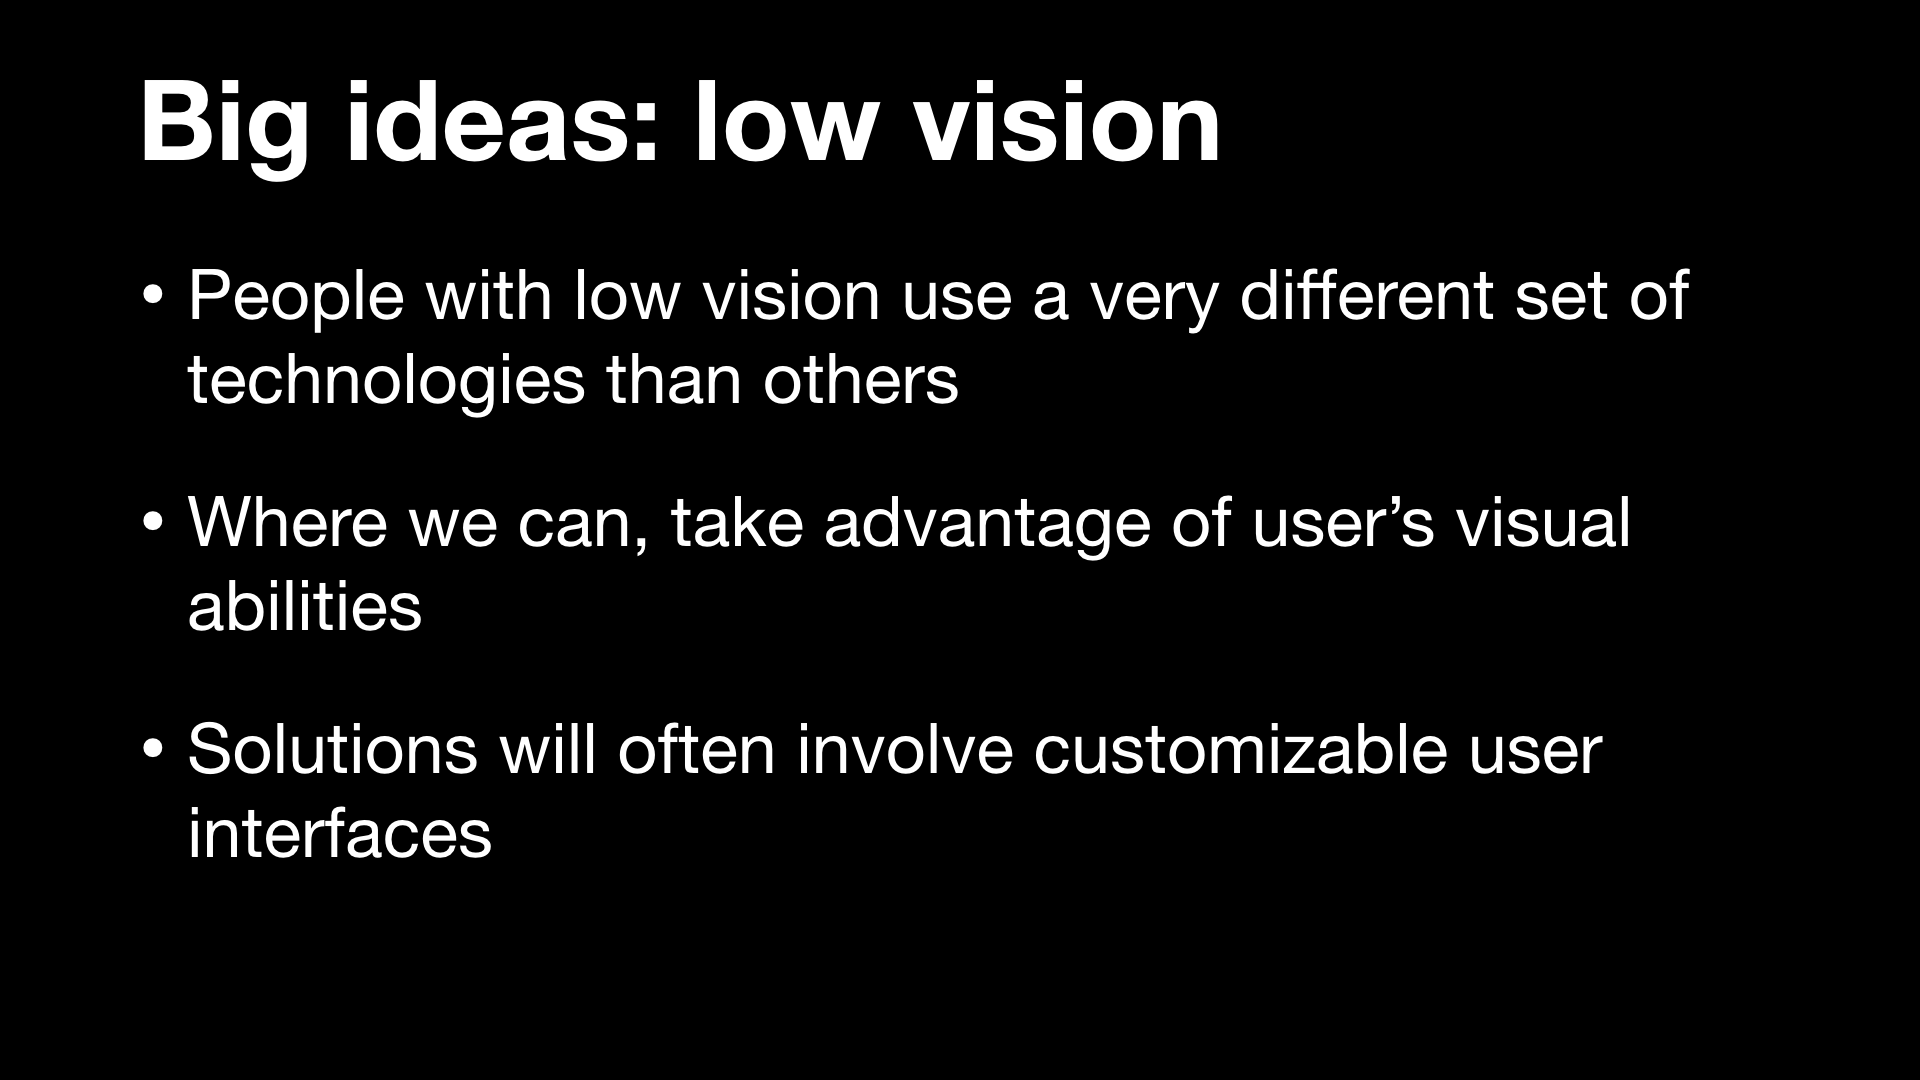 Big ideas: low vision
• People with low vision use a very different set of
technologies than others
• Where we can, take advantage of user’s visual
abilities
• Solutions will often involve customizable user
interfaces